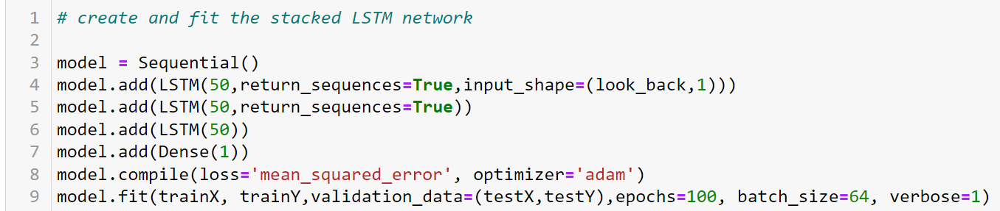 1 # create and fit the stacked LSTM network
2
3 model = Sequential()
4 model.add(LSTM(50,return_sequences=True,input_shape=(look_back,1)))
5 model.add(LSTM(50,return_sequences=True))
6 model.add(LSTM(50))
7 model.add(Dense(1))
8 model.compile(loss='mean_squared_error', optimizer='adam')
9 model.fit(trainX, trainY,validation_data=(testX,testY),epochs=100, batch_size=64, verbose=1)